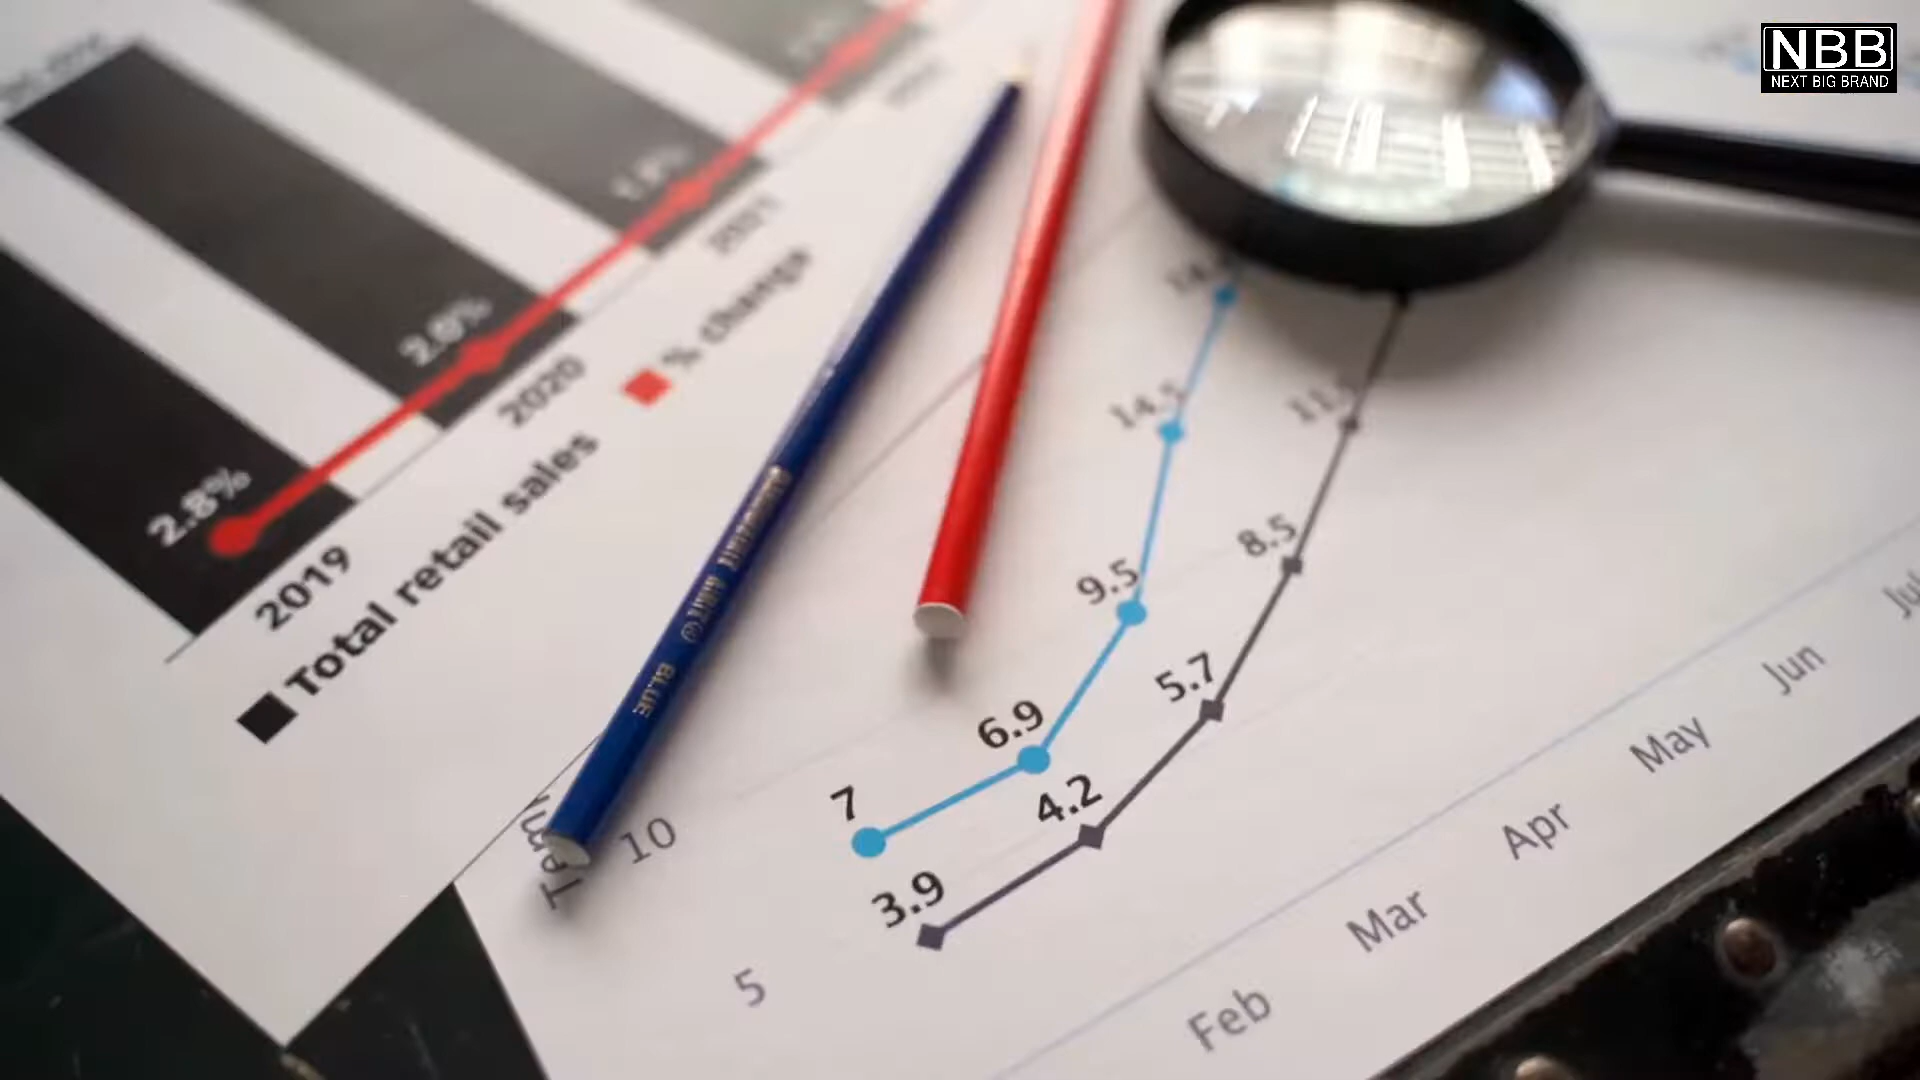 NBB
NEXT BIG BRAND
2.8%
2.0%
2019
2020
2021
Total retail sales
% change
BLUE
14.5
9.5
8.5
6.9
5.7
7
4.2
3.9
10
5
Feb
Mar
Apr
May
Jun